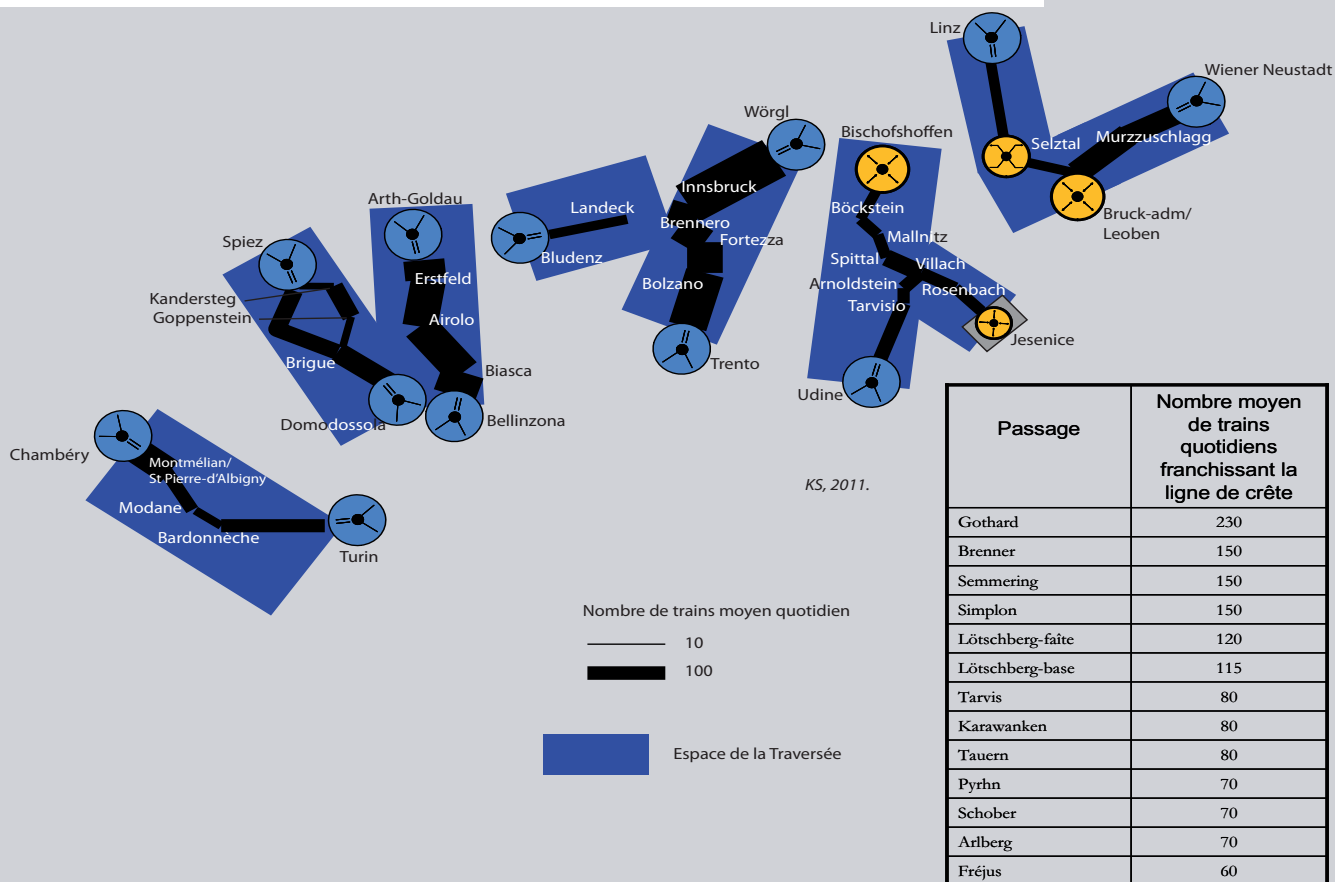 Linz
Wiener Neustadt
Wörgl
Bischofshoffen
Selztal
Murzzuschlagg
Innsbruck
Arth-Goldau
Landeck
Böckstein
Bruck-adm/
Leoben
Spiez
Brennero
Fortezza
Mallnitz
Bludenz
Spittal
Villach
Erstfeld
Bolzano
Arnoldstein
Rosenbach
Kandersteg
Tarvisio
Goppenstein
Airolo
Jesenice
Brigue
Biasca
Trento
Udine
Domodossola
Bellinzona
Chambéry
Montmélian/
St Pierre-d'Albigny
KS, 2011.
Modane
Bardonnèche
Turin
Nombre de trains moyen quotidien
10
100
Espace de la Traversée
Passage
Nombre moyen
de trains
quotidiens
franchissant la
ligne de crête
Gothard 230
Brenner 150
Semmering 150
Simplon 150
Lötschberg-faîte 120
Lötschberg-base 115
Tarvis 80
Karawanken 80
Tauern 80
Pyrhn 70
Schober 70
Arlberg 70
Fréjus 60